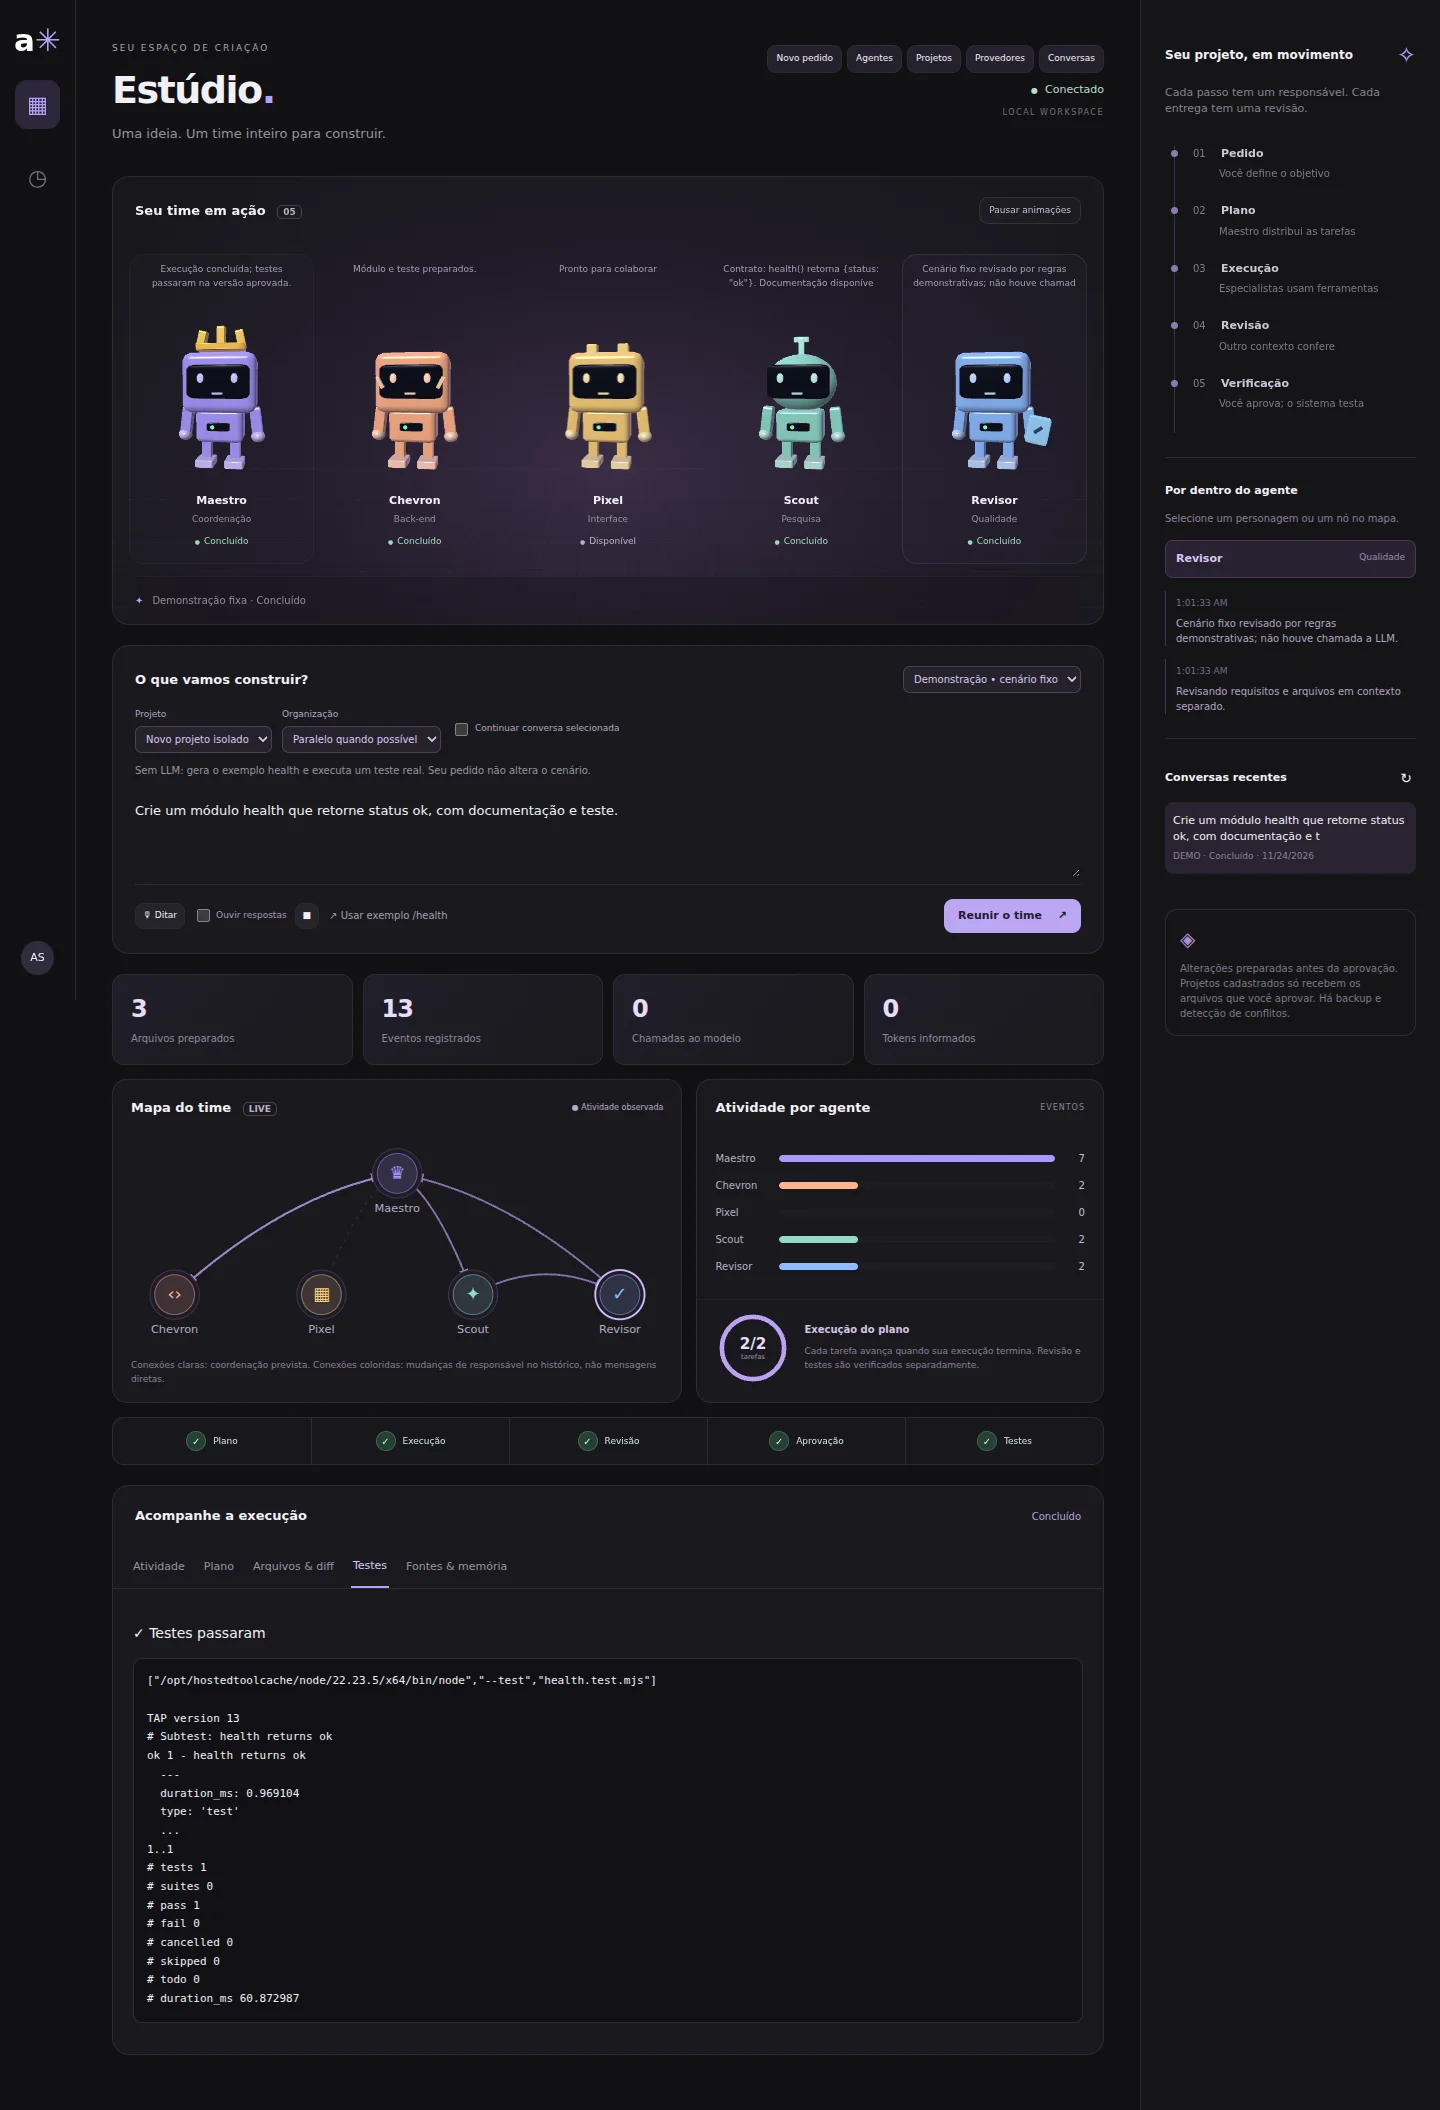 a✳
SEU ESPAÇO DE CRIAÇÃO
Estúdio.
Uma ideia. Um time inteiro para construir.
Novo pedido
Agentes
Projetos
Provedores
Conversas
Conectado
LOCAL WORKSPACE
Seu time em ação 05
Pausar animações
Execução concluída; testes
passaram na versão aprovada.
Maestro
Coordenação
Concluído
Módulo e teste preparados.
Chevron
Back-end
Concluído
Pronto para colaborar
Pixel
Interface
Disponível
Contrato: health() retorna {status:
"ok"}. Documentação disponíve
Scout
Pesquisa
Concluído
Cenário fixo revisado por regras
demonstrativas; não houve chamad
Revisor
Qualidade
Concluído
✦ Demonstração fixa · Concluído
O que vamos construir?
Demonstração • cenário fixo
Projeto
Novo projeto isolado
Organização
Paralelo quando possível
Continuar conversa selecionada
Sem LLM: gera o exemplo health e executa um teste real. Seu pedido não altera o cenário.
Crie um módulo health que retorne status ok, com documentação e teste.
Ditar
Ouvir respostas
↗ Usar exemplo /health
Reunir o time ↗
3
Arquivos preparados
13
Eventos registrados
0
Chamadas ao modelo
0
Tokens informados
Mapa do time LIVE
Atividade observada
Maestro
Chevron
Pixel
Scout
Revisor
Conexões claras: coordenação prevista. Conexões coloridas: mudanças de responsável no histórico, não mensagens
diretas.
Atividade por agente
EVENTOS
Maestro 7
Chevron 2
Pixel 0
Scout 2
Revisor 2
2/2
tarefas
Execução do plano
Cada tarefa avança quando sua execução termina. Revisão e
testes são verificados separadamente.
✓ Plano
✓ Execução
✓ Revisão
✓ Aprovação
✓ Testes
Acompanhe a execução
Concluído
Atividade
Plano
Arquivos & diff
Testes
Fontes & memória
✓ Testes passaram
["/opt/hostedtoolcache/node/22.23.5/x64/bin/node","--test","health.test.mjs"]
TAP version 13
# Subtest: health returns ok
ok 1 - health returns ok
---
duration_ms: 0.969104
type: 'test'
...
1..1
# tests 1
# suites 0
# pass 1
# fail 0
# cancelled 0
# skipped 0
# todo 0
# duration_ms 60.872987
AS
Seu projeto, em movimento
Cada passo tem um responsável. Cada
entrega tem uma revisão.
01 Pedido
Você define o objetivo
02 Plano
Maestro distribui as tarefas
03 Execução
Especialistas usam ferramentas
04 Revisão
Outro contexto confere
05 Verificação
Você aprova; o sistema testa
Por dentro do agente
Selecione um personagem ou um nó no mapa.
Revisor
Qualidade
1:01:33 AM
Cenário fixo revisado por regras
demonstrativas; não houve chamada a LLM.
1:01:33 AM
Revisando requisitos e arquivos em contexto
separado.
Conversas recentes
Crie um módulo health que retorne status
ok, com documentação e t
DEMO · Concluído · 11/24/2026
Alterações preparadas antes da aprovação.
Projetos cadastrados só recebem os
arquivos que você aprovar. Há backup e
detecção de conflitos.